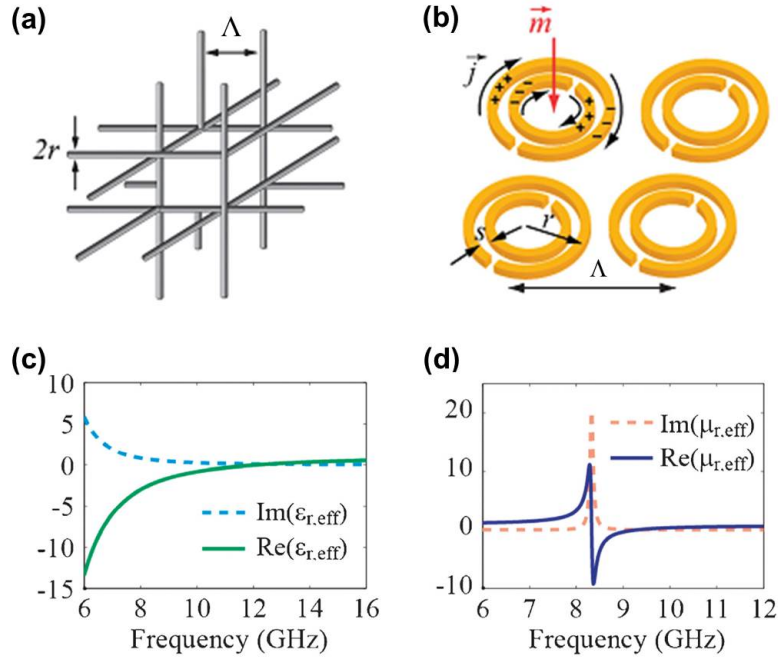 (a)
Λ
2r
(b)
m
j
+++
---
+++
---
s
r
Λ
(c)
10
5
0
-5
-10
-15
Im(εr,eff)
Re(εr,eff)
6 8 10 12 14 16
Frequency (GHz)
(d)
20
10
0
-10
Im(μr,eff)
Re(μr,eff)
6 7 8 9 10 11 12
Frequency (GHz)